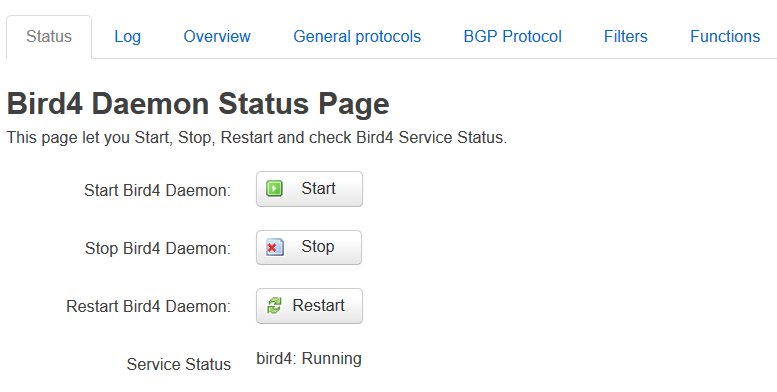 Status Log Overview General protocols BGP Protocol Filters Functions
Bird4 Daemon Status Page
This page let you Start, Stop, Restart and check Bird4 Service Status.
Start Bird4 Daemon: Start
Stop Bird4 Daemon: Stop
Restart Bird4 Daemon: Restart
Service Status bird4: Running